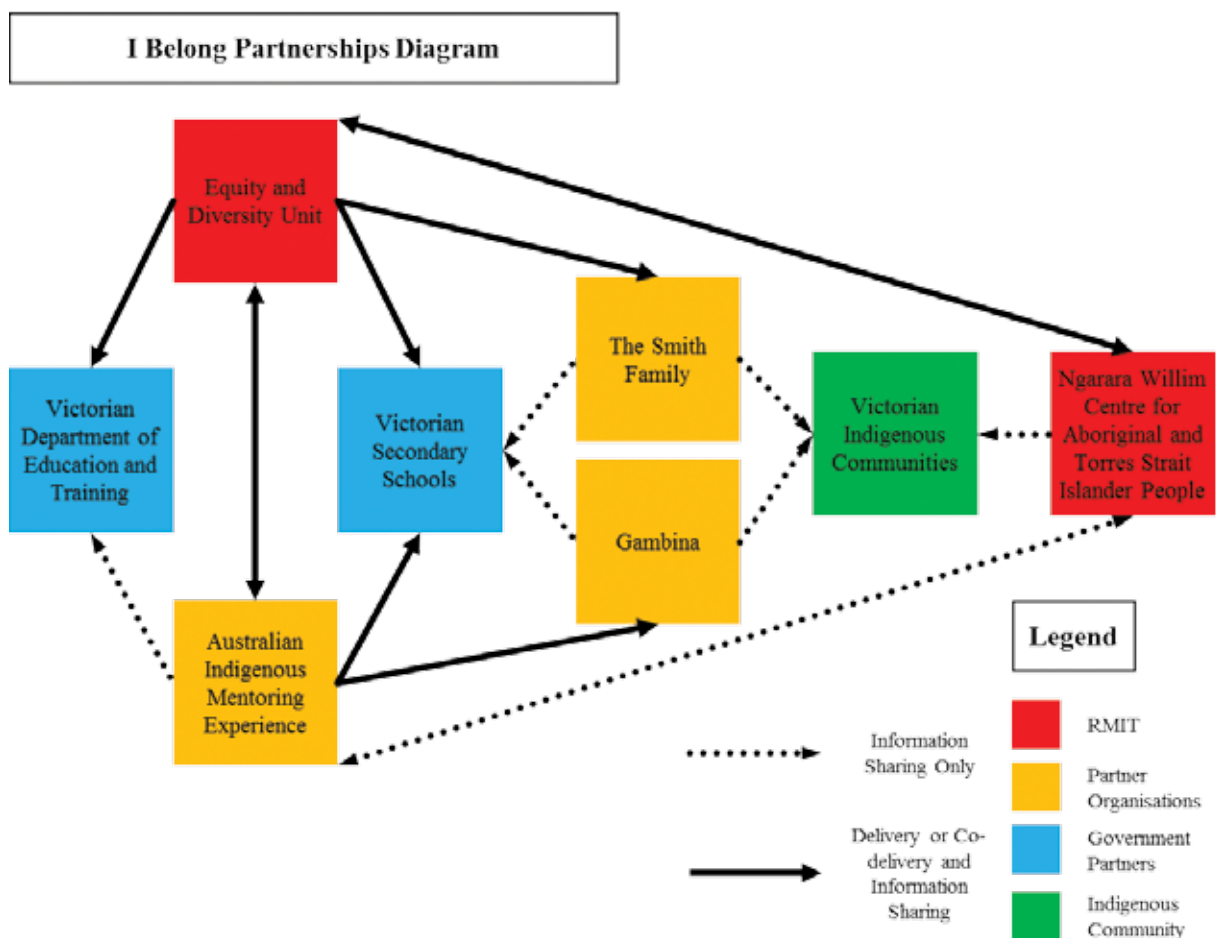 I Belong Partnerships Diagram
Equity and
Diversity Unit
The Smith
Family
Victorian
Department of
Education and
Training
Victorian
Secondary
Schools
Victorian
Indigenous
Communities
Ngarara Willim
Centre for
Aboriginal and
Torres Strait
Islander People
Gambina
Australian
Indigenous
Mentoring
Experience
Legend
Information
Sharing Only
Delivery or Co-
delivery and
Information
Sharing
RMIT
Partner
Organisations
Government
Partners
Indigenous
Community